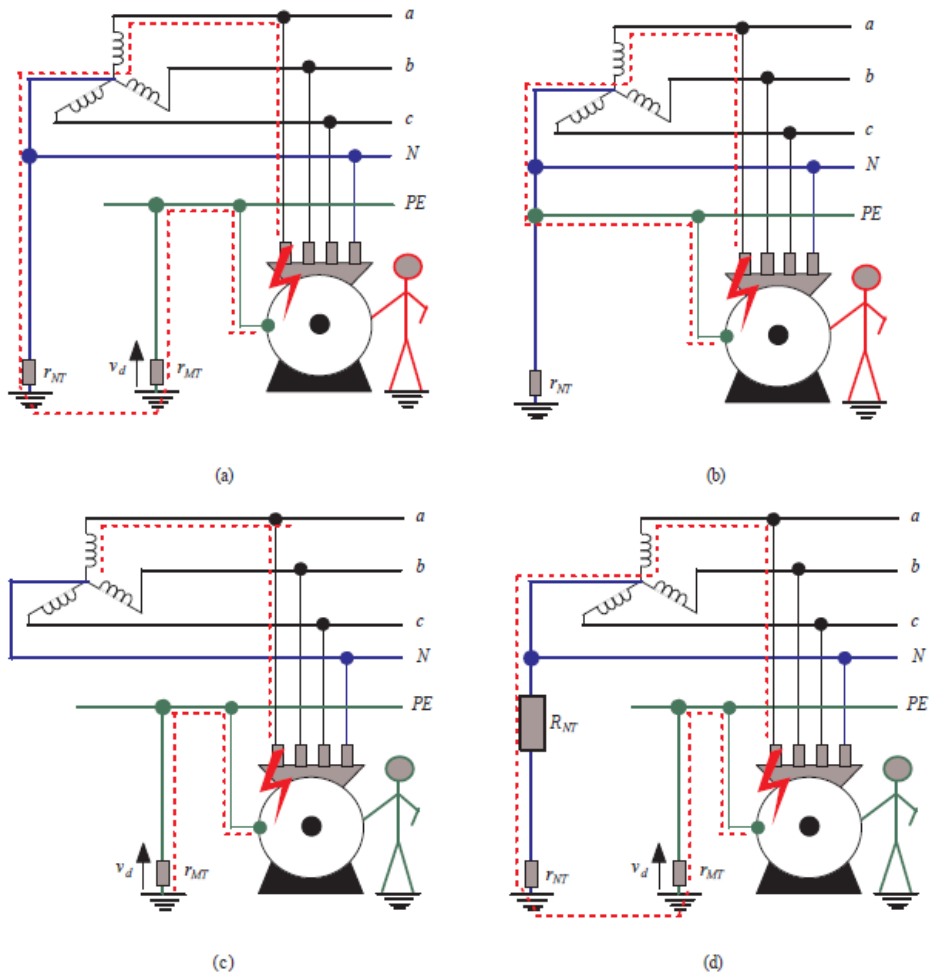 a
b
c
N
PE
v_d
r_NT
r_MT
(a)
a
b
c
N
PE
r_NT
(b)
a
b
c
N
PE
v_d
r_MT
(c)
a
b
c
N
PE
R_NT
v_d
r_NT
r_MT
(d)